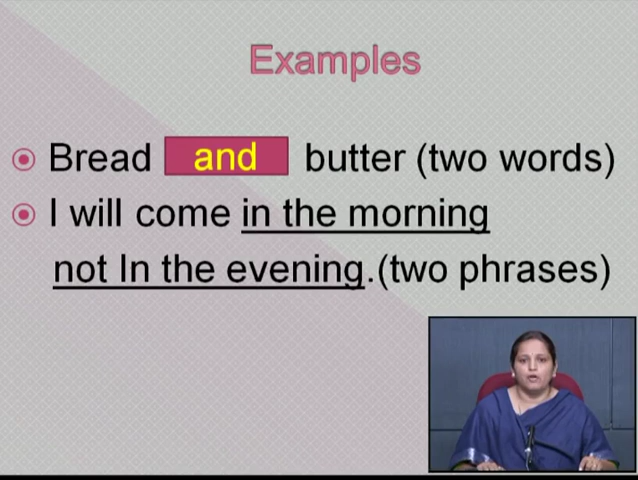 Examples
Bread and butter (two words)
I will come in the morning
not In the evening.(two phrases)